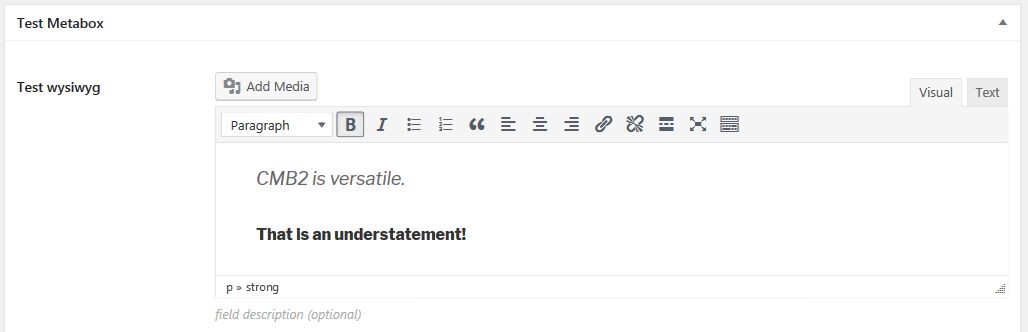 Test Metabox
Test wysiwyg
Add Media
Visual Text
Paragraph B I
CMB2 is versatile.
That is an understatement!
p » strong
field description (optional)